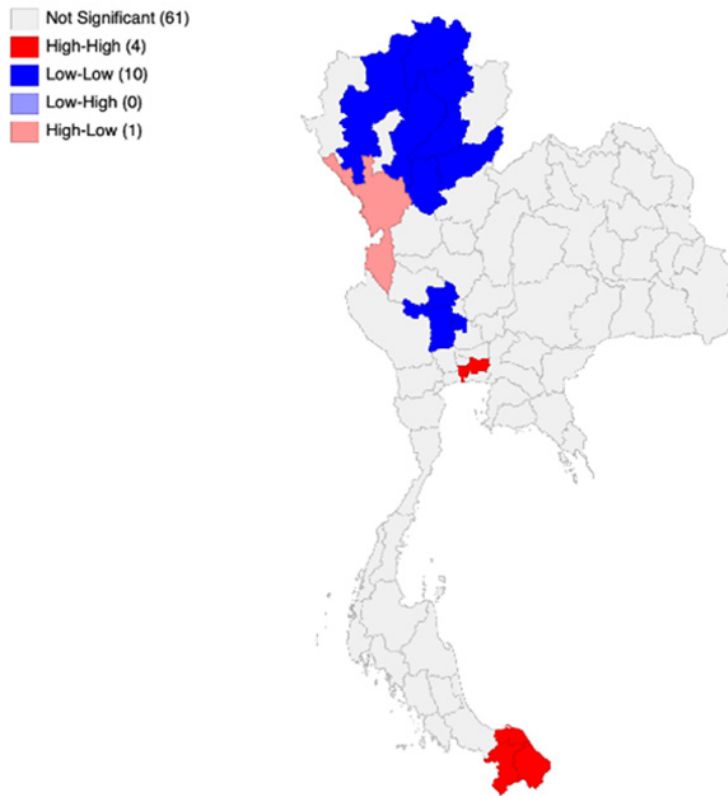 Not Significant (61)
High-High (4)
Low-Low (10)
Low-High (0)
High-Low (1)